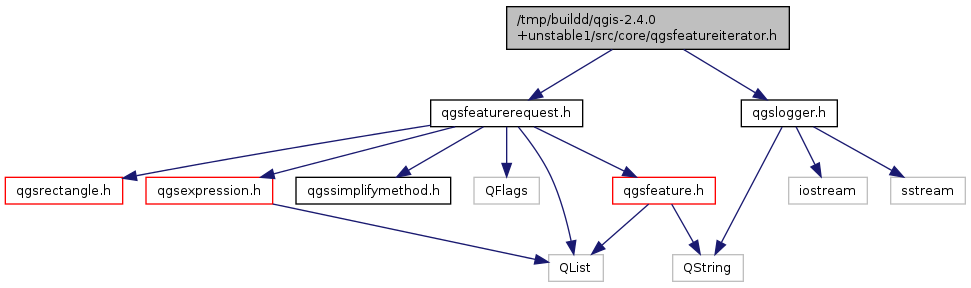 /tmp/buildd/qgis-2.4.0
+unstable1/src/core/qgsfeatureiterator.h
qgsfeaturerequest.h
qgslogger.h
qgsrectangle.h
qgsexpression.h
qgssimplifymethod.h
QFlags
qgsfeature.h
iostream
sstream
QList
QString